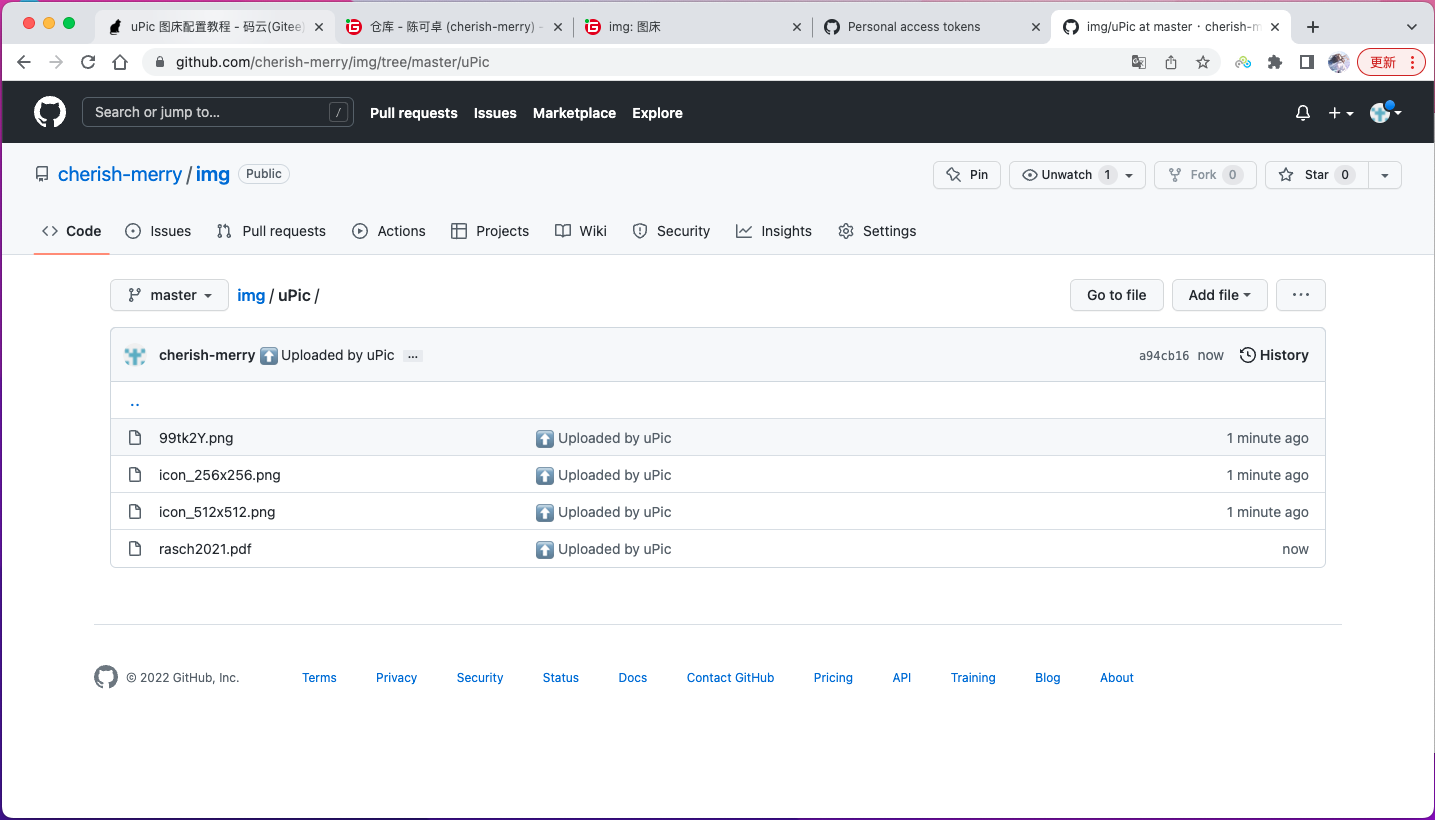 uPic 图床配置教程 - 码云(Gitee)
仓库 - 陈可卓 (cherish-merry) -
img: 图床
Personal access tokens
img/uPic at master · cherish-m
github.com/cherish-merry/img/tree/master/uPic
更新
Search or jump to...
/
Pull requests
Issues
Marketplace
Explore
cherish-merry / img
Public
Pin
Unwatch 1
Fork 0
Star 0
Code
Issues
Pull requests
Actions
Projects
Wiki
Security
Insights
Settings
master
img / uPic /
Go to file
Add file
...
cherish-merry Uploaded by uPic ...
a94cb16 now
History
..
99tk2Y.png Uploaded by uPic 1 minute ago
icon_256x256.png Uploaded by uPic 1 minute ago
icon_512x512.png Uploaded by uPic 1 minute ago
rasch2021.pdf Uploaded by uPic now
© 2022 GitHub, Inc.
Terms
Privacy
Security
Status
Docs
Contact GitHub
Pricing
API
Training
Blog
About